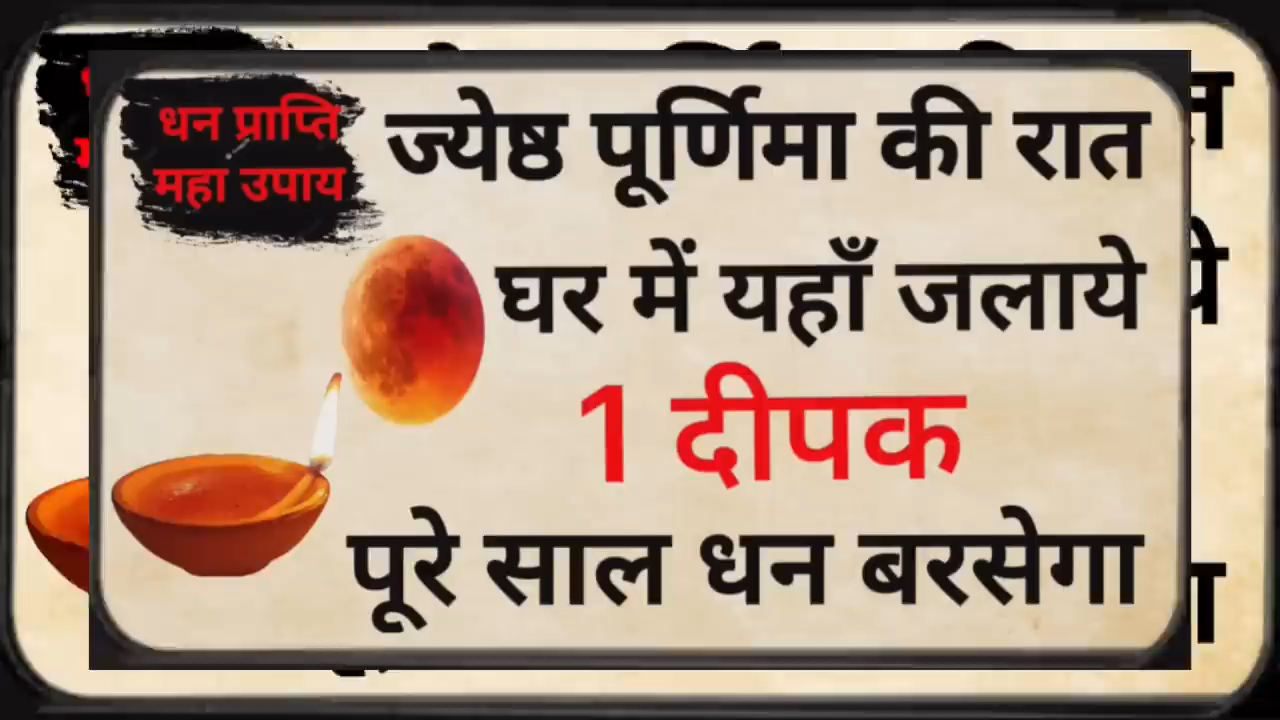 धन प्राप्ति
महा उपाय
ज्येष्ठ पूर्णिमा की रात
घर में यहाँ जलाये
1 दीपक
पूरे साल धन बरसेगा